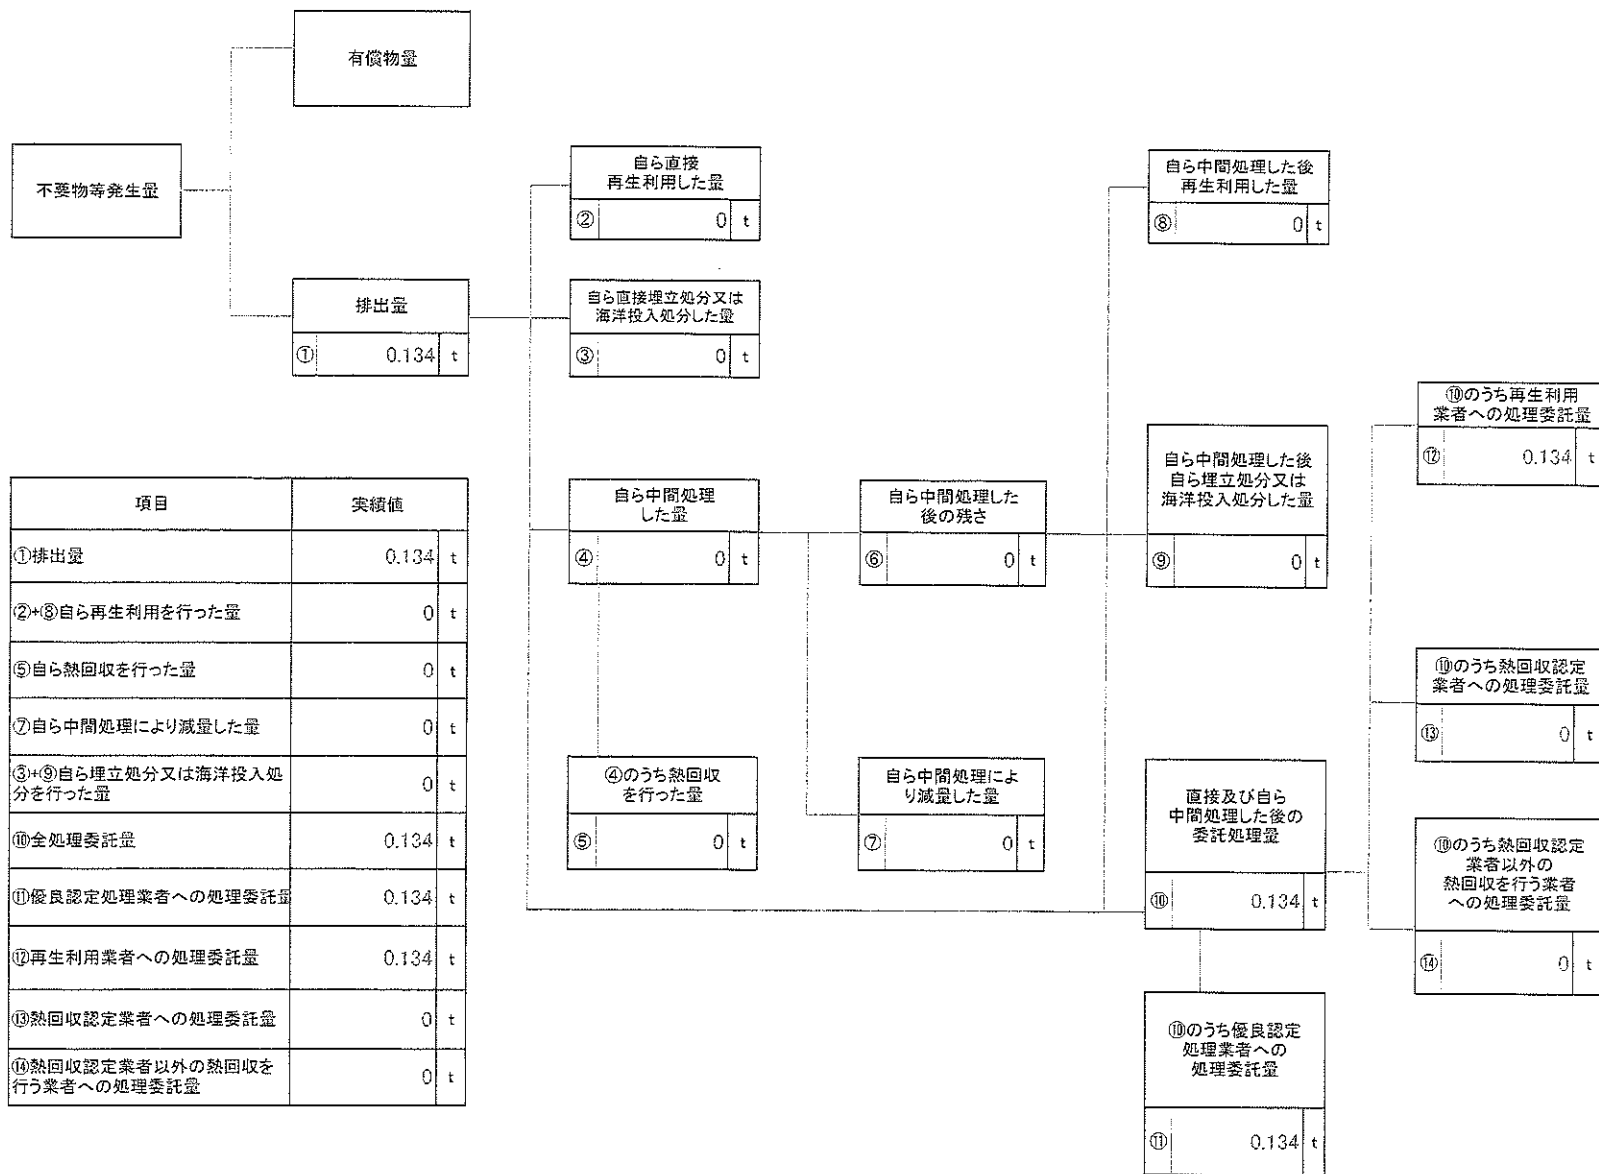 有償物量
不要物等発生量
排出量
① 0.134 t
自ら直接
再生利用した量
② 0 t
自ら直接埋立処分又は
海洋投入処分した量
③ 0 t
自ら中間処理
した量
④ 0 t
④のうち熱回収
を行った量
⑤ 0 t
自ら中間処理した
後の残さ
⑥ 0 t
自ら中間処理によ
り減量した量
⑦ 0 t
自ら中間処理した後
再生利用した量
⑧ 0 t
自ら中間処理した後
自ら埋立処分又は
海洋投入処分した量
⑨ 0 t
直接及び自ら
中間処理した後の
委託処理量
⑩ 0.134 t
⑩のうち優良認定
処理業者への
処理委託量
⑪ 0.134 t
⑩のうち再生利用
業者への処理委託量
⑫ 0.134 t
⑩のうち熱回収認定
業者への処理委託量
⑬ 0 t
⑩のうち熱回収認定
業者以外の
熱回収を行う業者
への処理委託量
⑭ 0 t
項目 実績値
①排出量 0.134 t
②+⑧自ら再生利用を行った量 0 t
⑤自ら熱回収を行った量 0 t
⑦自ら中間処理により減量した量 0 t
③+⑨自ら埋立処分又は海洋投入処
分を行った量 0 t
⑩全処理委託量 0.134 t
⑪優良認定処理業者への処理委託量 0.134 t
⑫再生利用業者への処理委託量 0.134 t
⑬熱回収認定業者への処理委託量 0 t
⑭熱回収認定業者以外の熱回収を
行う業者への処理委託量 0 t